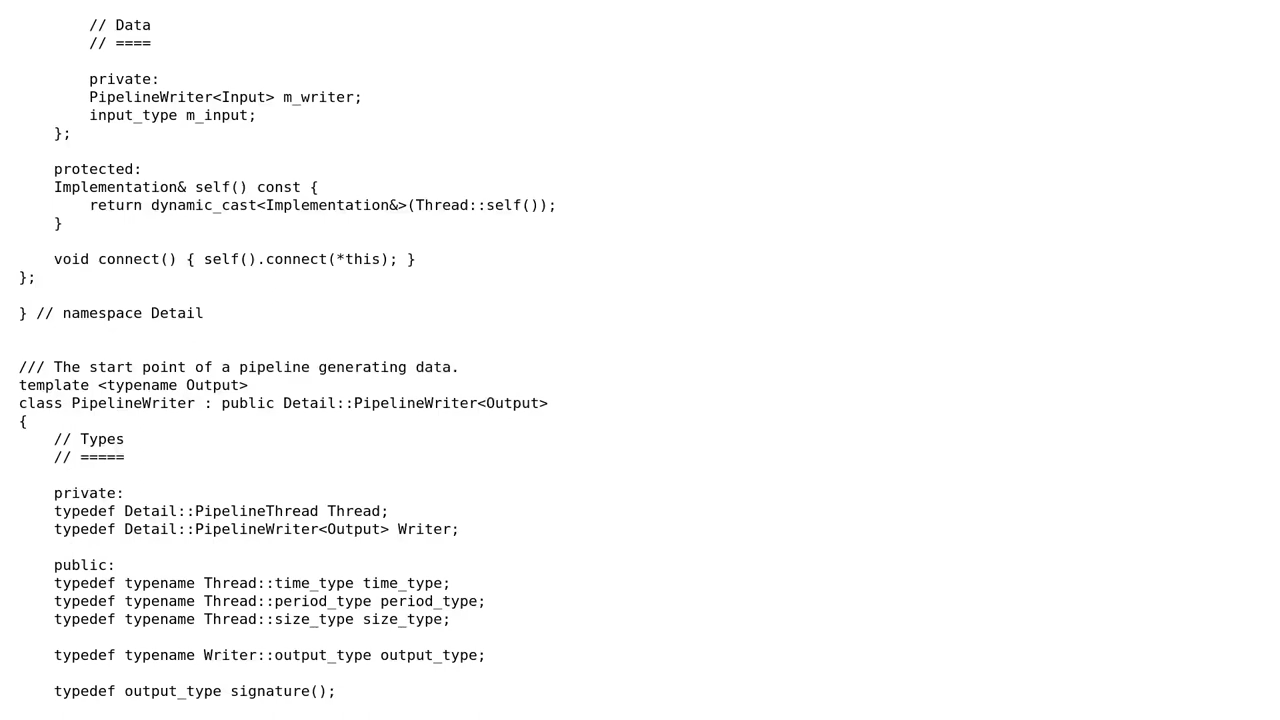 // Data
        // ====

        private:
        PipelineWriter<Input> m_writer;
        input_type m_input;
    };

    protected:
    Implementation& self() const {
        return dynamic_cast<Implementation&>(Thread::self());
    }

    void connect() { self().connect(*this); }
};

} // namespace Detail


/// The start point of a pipeline generating data.
template <typename Output>
class PipelineWriter : public Detail::PipelineWriter<Output>
{
    // Types
    // =====

    private:
    typedef Detail::PipelineThread Thread;
    typedef Detail::PipelineWriter<Output> Writer;

    public:
    typedef typename Thread::time_type time_type;
    typedef typename Thread::period_type period_type;
    typedef typename Thread::size_type size_type;

    typedef typename Writer::output_type output_type;

    typedef output_type signature();